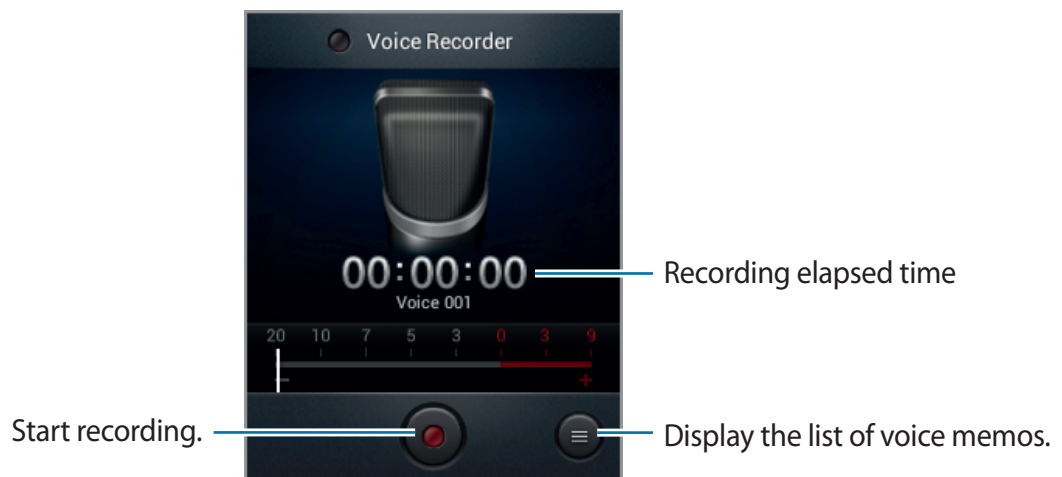 Voice Recorder
00:00:00
Recording elapsed time
Voice 001
20 10 7 5 3 0 3 9
- +
Start recording.
Display the list of voice memos.